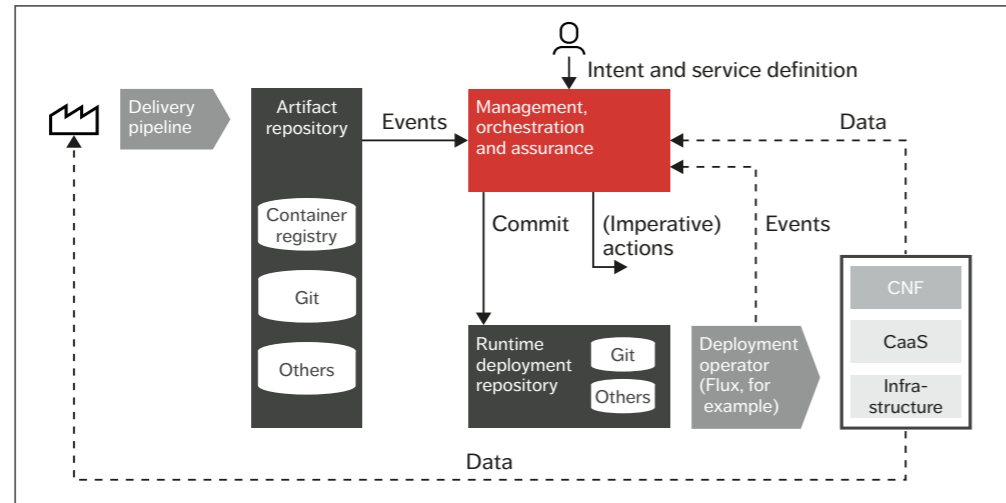 Intent and service definition
Delivery
pipeline
Artifact
repository
Events
Management,
orchestration
and assurance
Data
Container
registry
Git
Others
Commit
(Imperative)
actions
Events
Runtime
deployment
repository
Git
Others
Deployment
operator
(Flux, for
example)
CNF
CaaS
Infra-
structure
Data